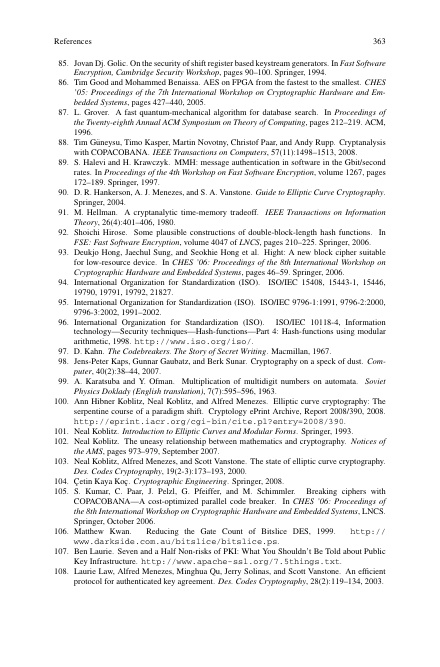 References 363
85. Jovan Dj. Golic. On the security of shift register based keystream generators. In Fast Software
Encryption, Cambridge Security Workshop, pages 90–100. Springer, 1994.
86. Tim Good and Mohammed Benaissa. AES on FPGA from the fastest to the smallest. CHES
'05: Proceedings of the 7th International Workshop on Cryptographic Hardware and Em-
bedded Systems, pages 427–440, 2005.
87. L. Grover. A fast quantum-mechanical algorithm for database search. In Proceedings of
the Twenty-eighth Annual ACM Symposium on Theory of Computing, pages 212–219. ACM,
1996.
88. Tim Güneysu, Timo Kasper, Martin Novotny, Christof Paar, and Andy Rupp. Cryptanalysis
with COPACOBANA. IEEE Transactions on Computers, 57(11):1498–1513, 2008.
89. S. Halevi and H. Krawczyk. MMH: message authentication in software in the Gbit/second
rates. In Proceedings of the 4th Workshop on Fast Software Encryption, volume 1267, pages
172–189. Springer, 1997.
90. D. R. Hankerson, A. J. Menezes, and S. A. Vanstone. Guide to Elliptic Curve Cryptography.
Springer, 2004.
91. M. Hellman. A cryptanalytic time-memory tradeoff. IEEE Transactions on Information
Theory, 26(4):401–406, 1980.
92. Shoichi Hirose. Some plausible constructions of double-block-length hash functions. In
FSE: Fast Software Encryption, volume 4047 of LNCS, pages 210–225. Springer, 2006.
93. Deukjo Hong, Jaechul Sung, and Seokhie Hong et al. Hight: A new block cipher suitable
for low-resource device. In CHES '06: Proceedings of the 8th International Workshop on
Cryptographic Hardware and Embedded Systems, pages 46–59. Springer, 2006.
94. International Organization for Standardization (ISO). ISO/IEC 15408, 15443-1, 15446,
19790, 19791, 19792, 21827.
95. International Organization for Standardization (ISO). ISO/IEC 9796-1:1991, 9796-2:2000,
9796-3:2002, 1991–2002.
96. International Organization for Standardization (ISO). ISO/IEC 10118-4, Information
technology—Security techniques—Hash-functions—Part 4: Hash-functions using modular
arithmetic, 1998. http://www.iso.org/iso/.
97. D. Kahn. The Codebreakers. The Story of Secret Writing. Macmillan, 1967.
98. Jens-Peter Kaps, Gunnar Gaubatz, and Berk Sunar. Cryptography on a speck of dust. Com-
puter, 40(2):38–44, 2007.
99. A. Karatsuba and Y. Ofman. Multiplication of multidigit numbers on automata. Soviet
Physics Doklady (English translation), 7(7):595–596, 1963.
100. Ann Hibner Koblitz, Neal Koblitz, and Alfred Menezes. Elliptic curve cryptography: The
serpentine course of a paradigm shift. Cryptology ePrint Archive, Report 2008/390, 2008.
http://eprint.iacr.org/cgi-bin/cite.pl?entry=2008/390.
101. Neal Koblitz. Introduction to Elliptic Curves and Modular Forms. Springer, 1993.
102. Neal Koblitz. The uneasy relationship between mathematics and cryptography. Notices of
the AMS, pages 973–979, September 2007.
103. Neal Koblitz, Alfred Menezes, and Scott Vanstone. The state of elliptic curve cryptography.
Des. Codes Cryptography, 19(2-3):173–193, 2000.
104. Çetin Kaya Koç. Cryptographic Engineering. Springer, 2008.
105. S. Kumar, C. Paar, J. Pelzl, G. Pfeiffer, and M. Schimmler. Breaking ciphers with
COPACOBANA—A cost-optimized parallel code breaker. In CHES '06: Proceedings of
the 8th International Workshop on Cryptographic Hardware and Embedded Systems, LNCS.
Springer, October 2006.
106. Matthew Kwan. Reducing the Gate Count of Bitslice DES, 1999. http://
www.darkside.com.au/bitslice/bitslice.ps.
107. Ben Laurie. Seven and a Half Non-risks of PKI: What You Shouldn't Be Told about Public
Key Infrastructure. http://www.apache-ssl.org/7.5things.txt.
108. Laurie Law, Alfred Menezes, Minghua Qu, Jerry Solinas, and Scott Vanstone. An efficient
protocol for authenticated key agreement. Des. Codes Cryptography, 28(2):119–134, 2003.